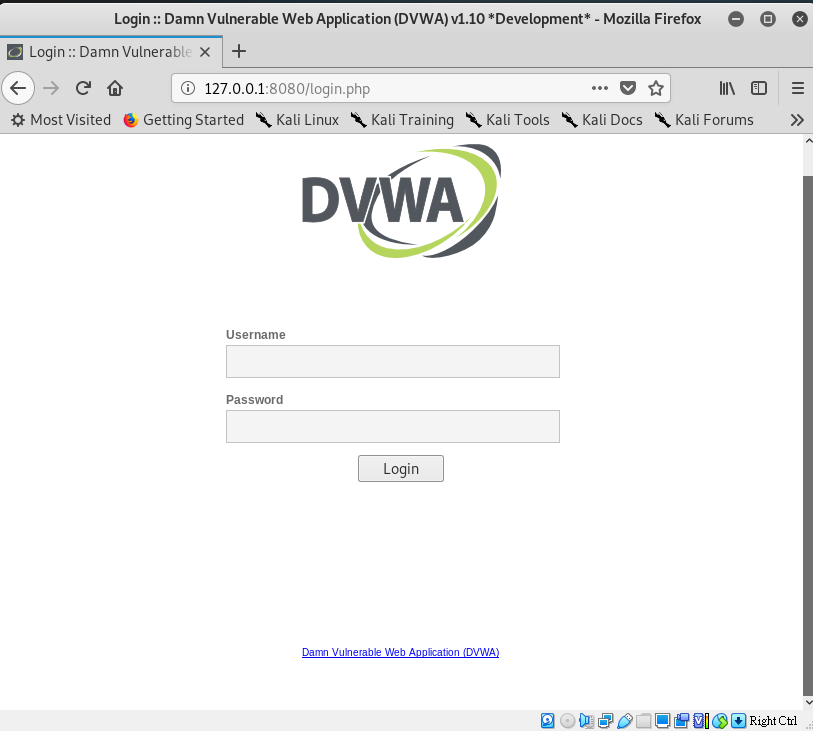 Login :: Damn Vulnerable Web Application (DVWA) v1.10 *Development* - Mozilla Firefox
Login :: Damn Vulnerable
127.0.0.1:8080/login.php
Most Visited Getting Started Kali Linux Kali Training Kali Tools Kali Docs Kali Forums
DVWA
Username
Password
Login
Damn Vulnerable Web Application (DVWA)
Right Ctrl